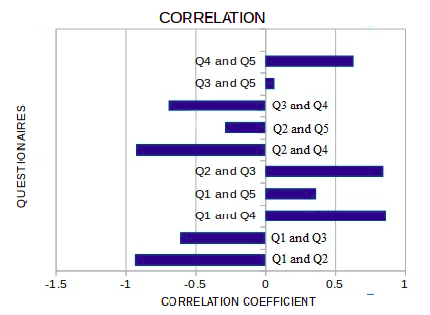 CORRELATION
QUESTIONNAIRES
Q4 and Q5
Q3 and Q5
Q3 and Q4
Q2 and Q5
Q2 and Q4
Q2 and Q3
Q1 and Q5
Q1 and Q4
Q1 and Q3
Q1 and Q2
-1.5 -1 -0.5 0 0.5 1
CORRELATION COEFFICIENT